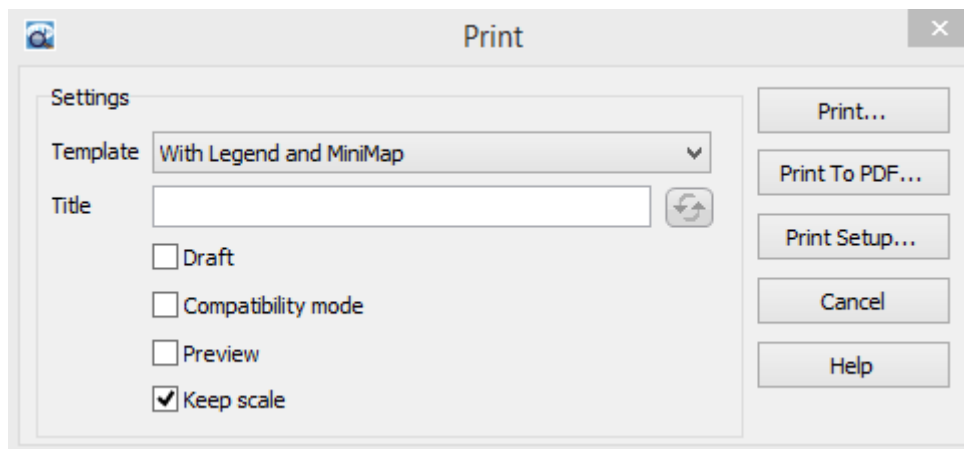 Print
Settings
Template With Legend and MiniMap
Title
Draft
Compatibility mode
Preview
Keep scale
Print...
Print To PDF...
Print Setup...
Cancel
Help